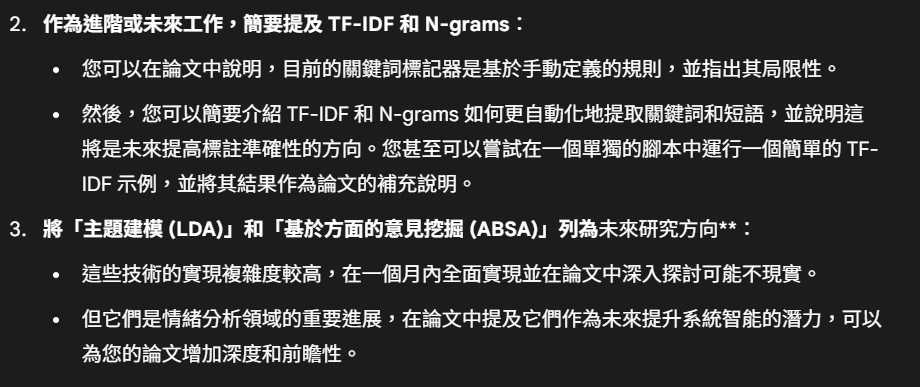 2. 作為進階或未來工作，簡要提及 TF-IDF 和 N-grams：
• 您可以在論文中說明，目前的關鍵詞標記器是基於手動定義的規則，並指出其局限性。
• 然後，您可以簡要介紹 TF-IDF 和 N-grams 如何更自動化地提取關鍵詞和短語，並說明這
將是未來提高標註準確性的方向。您甚至可以嘗試在一個單獨的腳本中運行一個簡單的 TF-
IDF 示例，並將其結果作為論文的補充說明。
3. 將「主題建模 (LDA)」和「基於方面的意見挖掘 (ABSA)」列為未來研究方向**：
• 這些技術的實現複雜度較高，在一個月內全面實現並在論文中深入探討可能不現實。
• 但它們是情緒分析領域的重要進展，在論文中提及它們作為未來提升系統智能的潛力，可以
為您的論文增加深度和前瞻性。